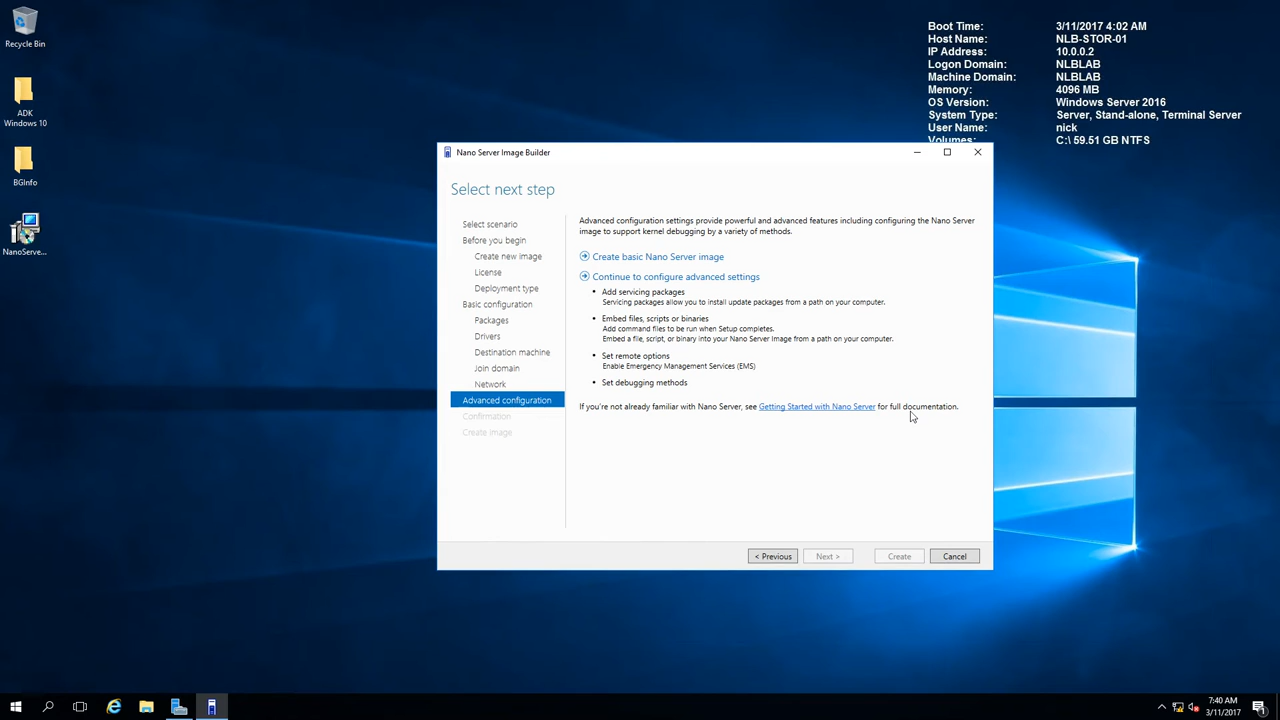 Recycle Bin
ADK
Windows 10
BGInfo
NanoServe...
Boot Time: 3/11/2017 4:02 AM
Host Name: NLB-STOR-01
IP Address: 10.0.0.2
Logon Domain: NLBLAB
Machine Domain: NLBLAB
Memory: 4096 MB
OS Version: Windows Server 2016
System Type: Server, Stand-alone, Terminal Server
User Name: nick
Volumes: C:\ 59.51 GB NTFS
Nano Server Image Builder
Select next step
Select scenario
Before you begin
Create new image
License
Deployment type
Basic configuration
Packages
Drivers
Destination machine
Join domain
Network
Advanced configuration
Confirmation
Create image
Advanced configuration settings provide powerful and advanced features including configuring the Nano Server
image to support kernel debugging by a variety of methods.
Create basic Nano Server image
Continue to configure advanced settings
• Add servicing packages
Servicing packages allow you to install update packages from a path on your computer.
• Embed files, scripts or binaries
Add command files to be run when Setup completes.
Embed a file, script, or binary into your Nano Server Image from a path on your computer.
• Set remote options
Enable Emergency Management Services (EMS)
• Set debugging methods
If you're not already familiar with Nano Server, see Getting Started with Nano Server for full documentation.
< Previous
Next >
Create
Cancel
7:40 AM
3/11/2017
1